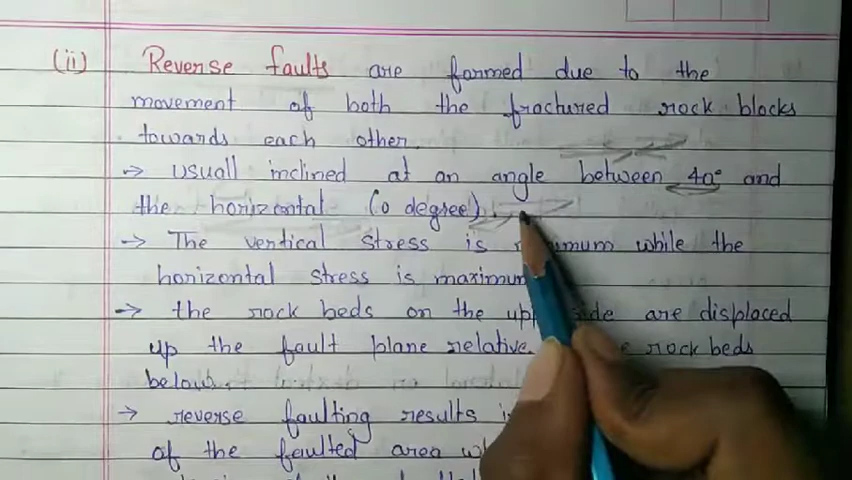 (ii) Reverse faults are formed due to the
movement of both the fractured rock blocks
towards each other.
→ usuall inclined at an angle between 40° and
the horizontal (0 degree).
→ The vertical stress is while the
horizontal stress is maximum
→ the rock beds on the are displaced
up the fault plane relative rock beds
below.
→ reverse faulting results
of the faulted area